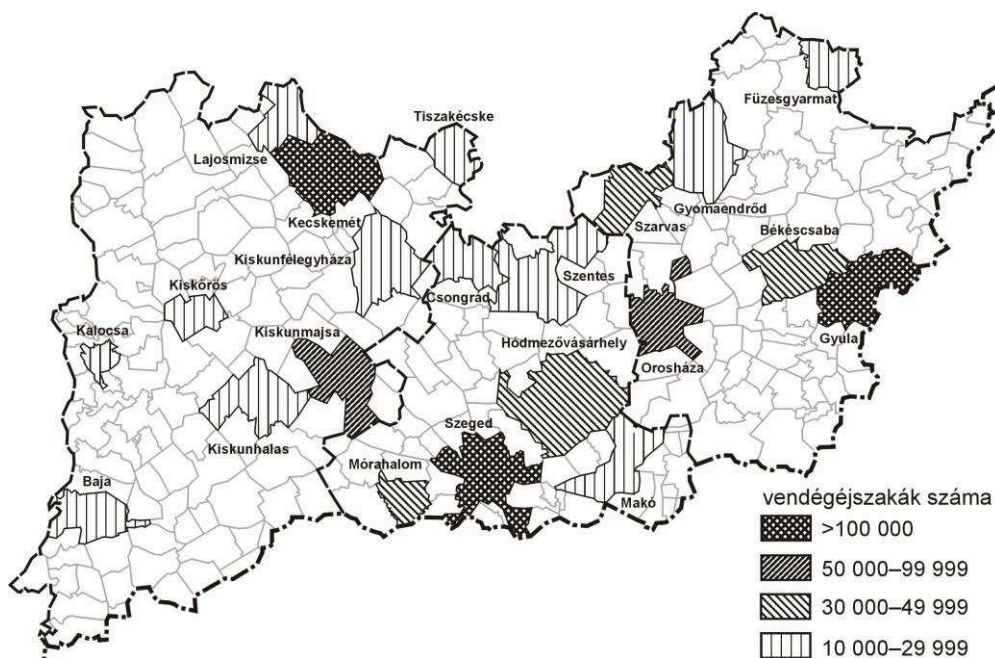 Füzesgyarmat
Tiszakécske
Lajosmizse
Gyomaendrőd
Kecskemét
Szarvas
Békéscsaba
Kiskunfélegyháza
Szentes
Kiskőrös
Csongrád
Kalocsa
Kiskunmajsa
Hódmezővásárhely
Gyula
Orosháza
Szeged
Kiskunhalas
Mórahalom
Baja
Makó
vendégéjszakák száma
>100 000
50 000–99 999
30 000–49 999
10 000–29 999